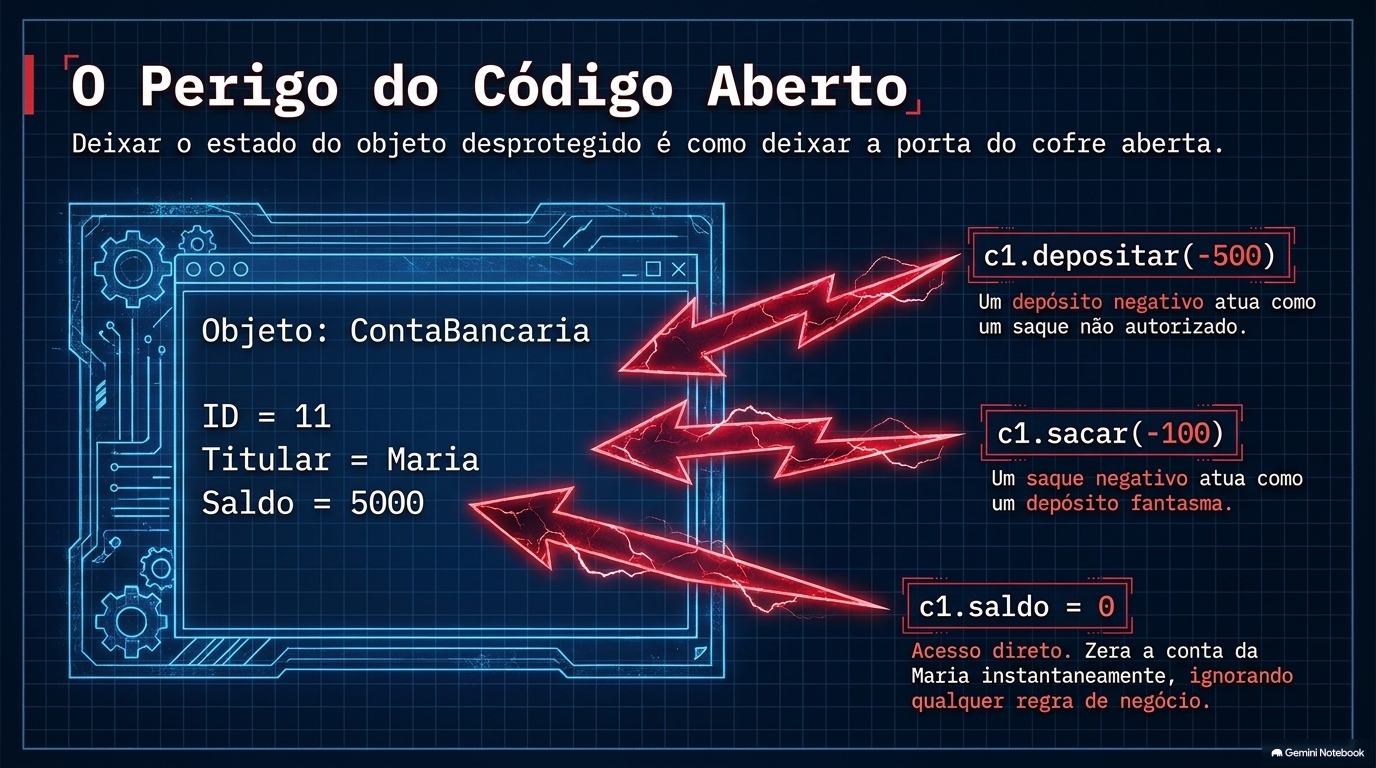 O Perigo do Código Aberto
Deixar o estado do objeto desprotegido é como deixar a porta do cofre aberta.
Objeto: ContaBancaria
ID = 11
Titular = Maria
Saldo = 5000
c1.depositar(-500)
Um depósito negativo atua como
um saque não autorizado.
c1.sacar(-100)
Um saque negativo atua como
um depósito fantasma.
c1.saldo = 0
Acesso direto. Zera a conta da
Maria instantaneamente, ignorando
qualquer regra de negócio.
Gemini Notebook